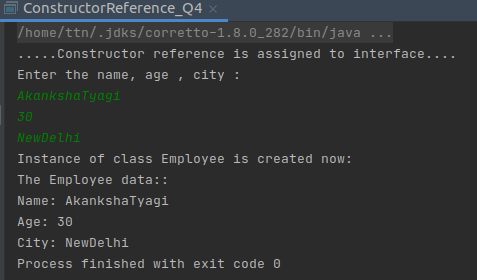 ConstructorReference_Q4
/home/ttn/.jdks/corretto-1.8.0_282/bin/java ...
.....Constructor reference is assigned to interface....
Enter the name, age , city :
AkankshaTyagi
30
NewDelhi
Instance of class Employee is created now:
The Employee data::
Name: AkankshaTyagi
Age: 30
City: NewDelhi
Process finished with exit code 0